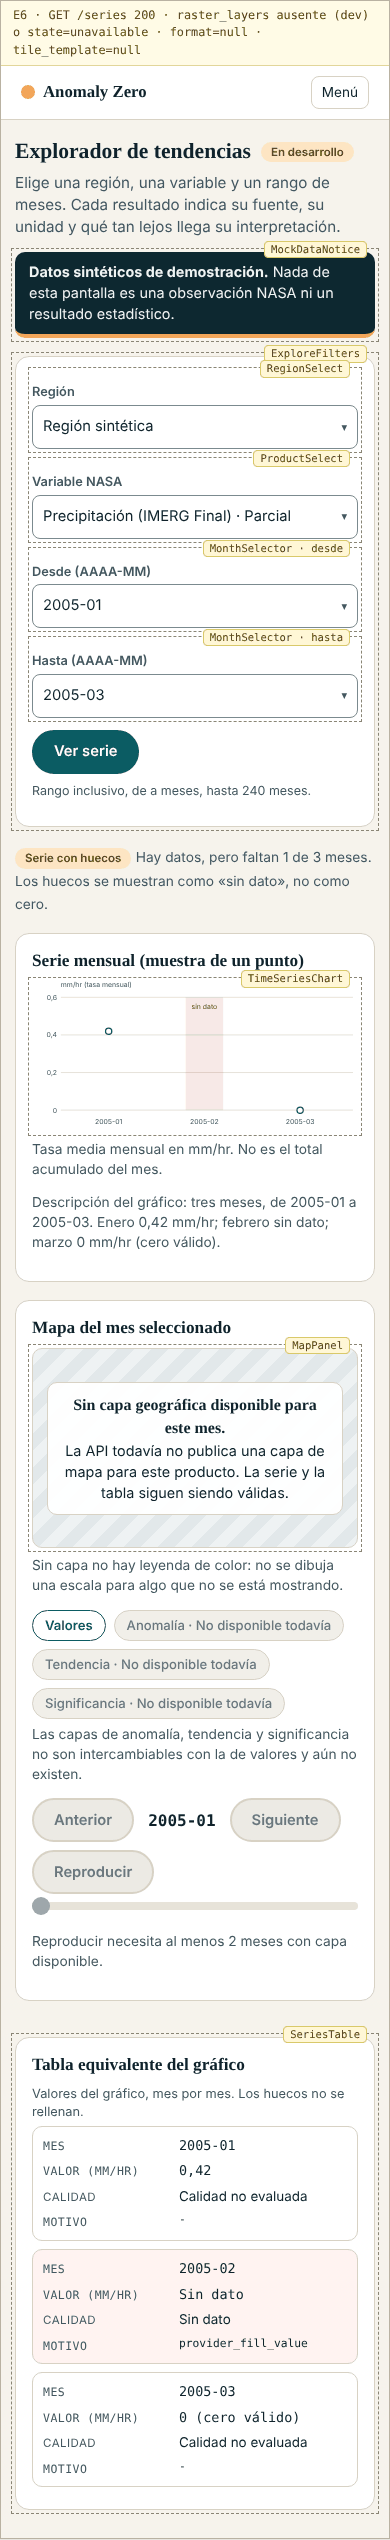 E6 · GET /series 200 · raster_layers ausente (dev)
o state=unavailable · format=null ·
tile_template=null
Anomaly Zero
Menú
Explorador de tendencias
En desarrollo
Elige una región, una variable y un rango de
meses. Cada resultado indica su fuente, su
unidad y qué tan lejos llega su interpretación.
MockDataNotice
Datos sintéticos de demostración. Nada de
esta pantalla es una observación NASA ni un
resultado estadístico.
ExploreFilters
RegionSelect
Región
Región sintética
ProductSelect
Variable NASA
Precipitación (IMERG Final) · Parcial
MonthSelector · desde
Desde (AAAA-MM)
2005-01
MonthSelector · hasta
Hasta (AAAA-MM)
2005-03
Ver serie
Rango inclusivo, de a meses, hasta 240 meses.
Serie con huecos Hay datos, pero faltan 1 de 3 meses.
Los huecos se muestran como «sin dato», no como
cero.
Serie mensual (muestra de un punto)
TimeSeriesChart
mm/hr (tasa mensual)
0,6
sin dato
0,4
0,2
0
2005-01
2005-02
2005-03
Tasa media mensual en mm/hr. No es el total
acumulado del mes.
Descripción del gráfico: tres meses, de 2005-01 a
2005-03. Enero 0,42 mm/hr; febrero sin dato;
marzo 0 mm/hr (cero válido).
Mapa del mes seleccionado
MapPanel
Sin capa geográfica disponible para
este mes.
La API todavía no publica una capa de
mapa para este producto. La serie y la
tabla siguen siendo válidas.
Sin capa no hay leyenda de color: no se dibuja
una escala para algo que no se está mostrando.
Valores
Anomalía · No disponible todavía
Tendencia · No disponible todavía
Significancia · No disponible todavía
Las capas de anomalía, tendencia y significancia
no son intercambiables con la de valores y aún no
existen.
Anterior
2005-01
Siguiente
Reproducir
Reproducir necesita al menos 2 meses con capa
disponible.
SeriesTable
Tabla equivalente del gráfico
Valores del gráfico, mes por mes. Los huecos no se
rellenan.
MES 2005-01
VALOR (MM/HR) 0,42
CALIDAD Calidad no evaluada
MOTIVO -
MES 2005-02
VALOR (MM/HR) Sin dato
CALIDAD Sin dato
MOTIVO provider_fill_value
MES 2005-03
VALOR (MM/HR) 0 (cero válido)
CALIDAD Calidad no evaluada
MOTIVO -